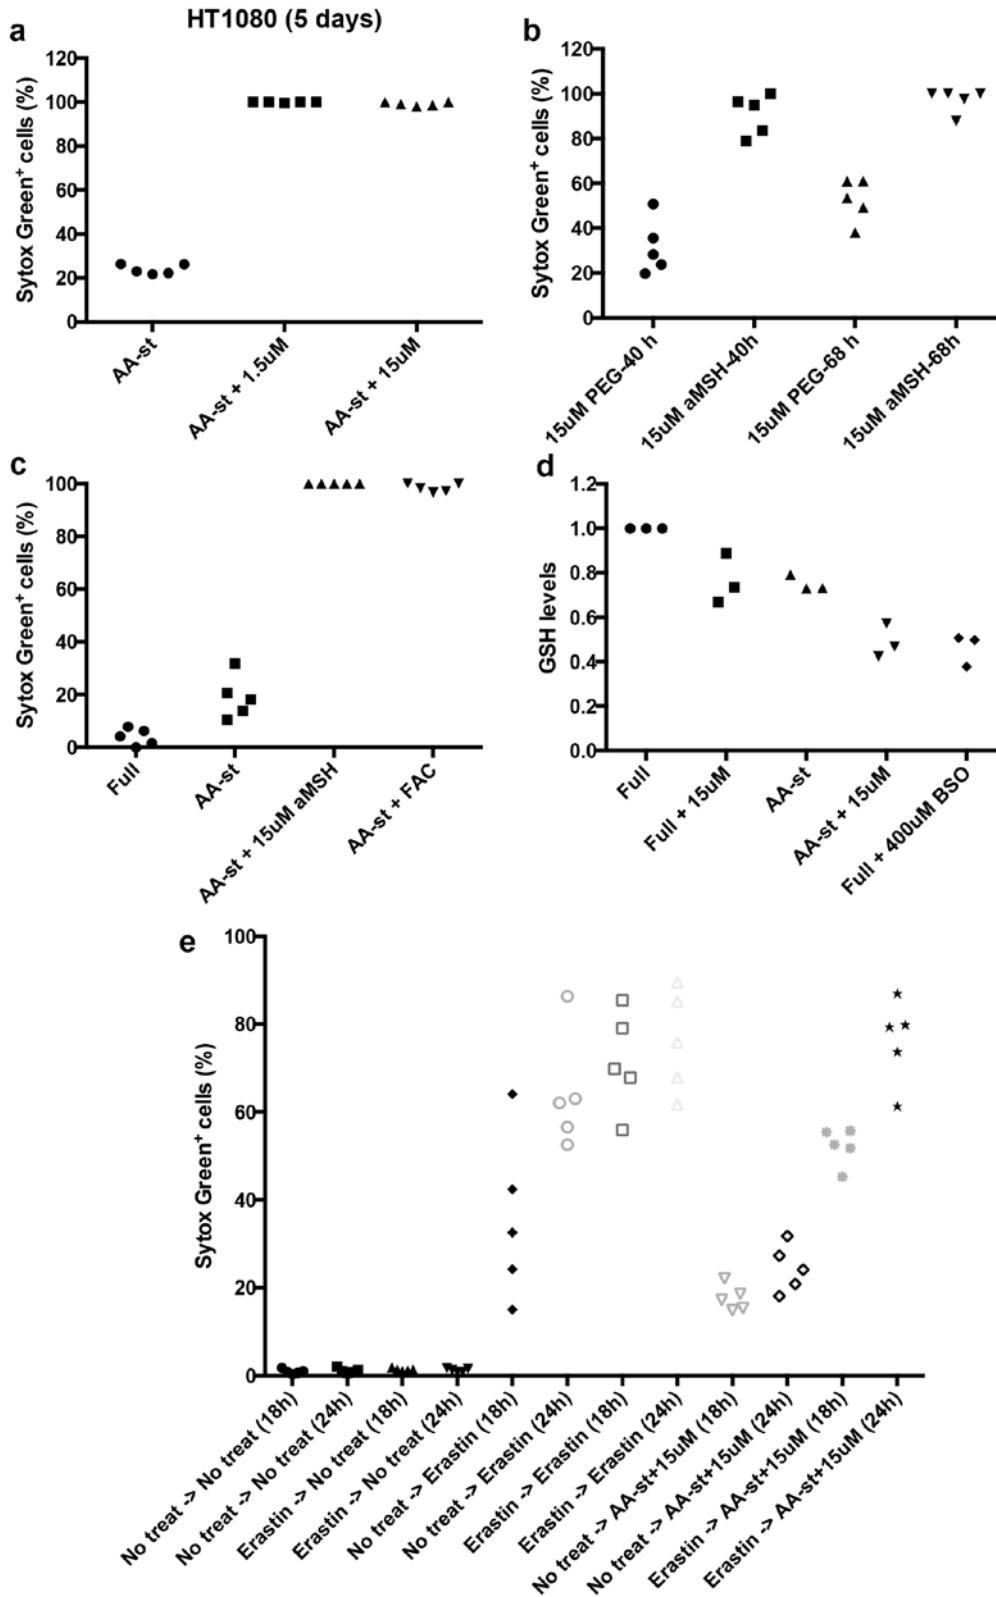 a
HT1080 (5 days)
Sytox Green⁺ cells (%)
120
100
80
60
40
20
0
AA-st
AA-st + 1.5uM
AA-st + 15uM
b
Sytox Green⁺ cells (%)
120
100
80
60
40
20
0
15uM PEG-40 h
15uM aMSH-40h
15uM PEG-68 h
15uM aMSH-68h
c
Sytox Green⁺ cells (%)
100
80
60
40
20
0
Full
AA-st
AA-st + 15uM aMSH
AA-st + FAC
d
GSH levels
1.2
1.0
0.8
0.6
0.4
0.2
0.0
Full
Full + 15uM
AA-st
AA-st + 15uM
Full + 400uM BSO
e
Sytox Green⁺ cells (%)
100
80
60
40
20
0
No treat -> No treat (18h)
No treat -> No treat (24h)
Erastin -> No treat (18h)
Erastin -> No treat (24h)
No treat -> Erastin (18h)
No treat -> Erastin (24h)
Erastin -> Erastin (18h)
Erastin -> Erastin (24h)
No treat -> AA-st+15uM (18h)
No treat -> AA-st+15uM (24h)
Erastin -> AA-st+15uM (18h)
Erastin -> AA-st+15uM (24h)